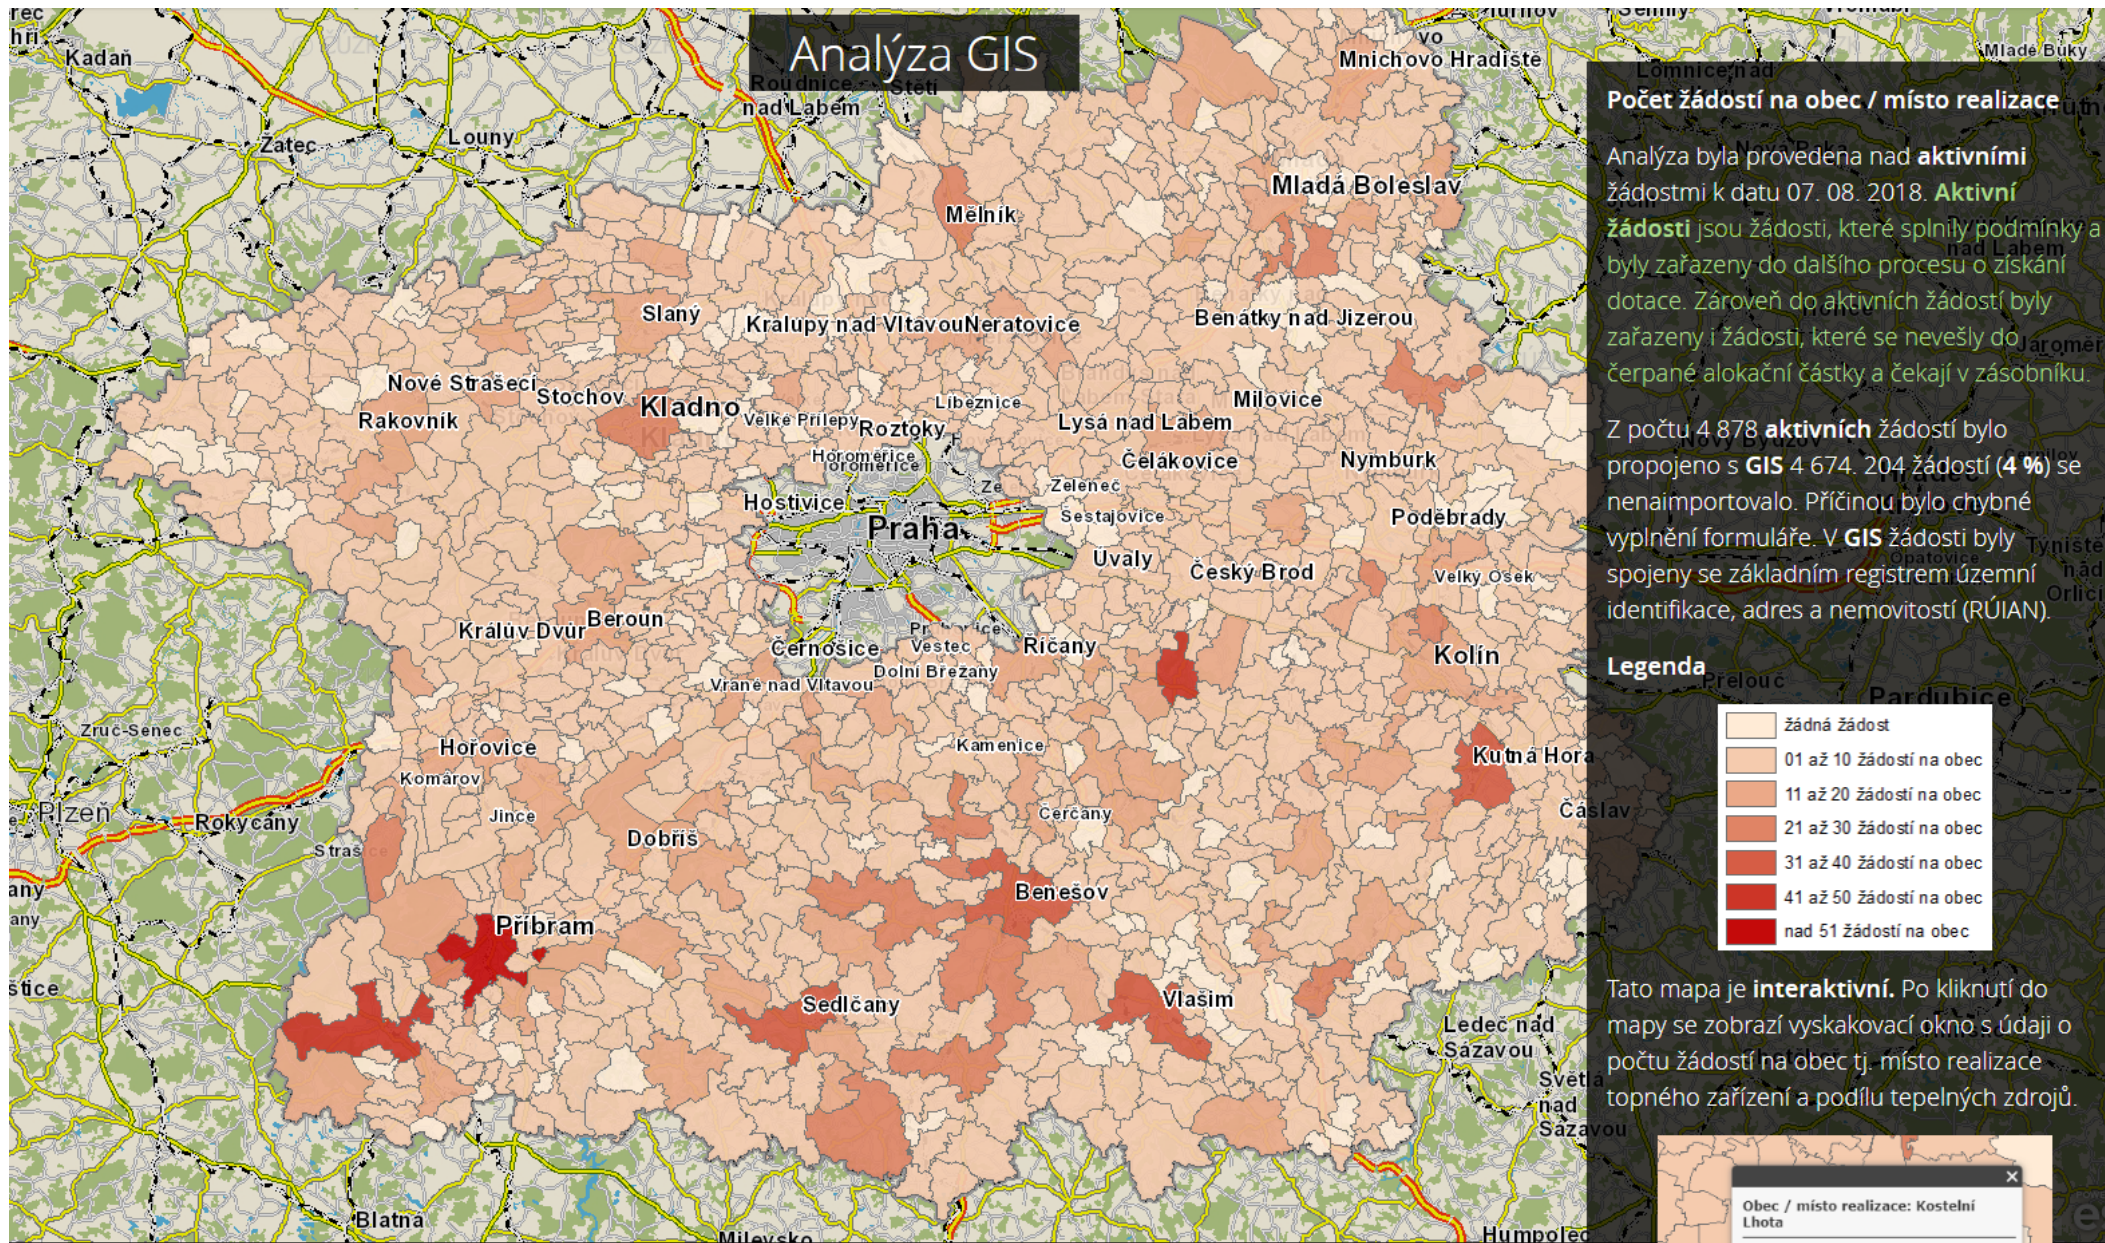 Analýza GIS
Kadaň
Žatec
Louny
Roudnice
nad Labem
Štětí
Mnichovo Hradiště
Mladé Buky
Lomnice nad
Mělník
Mladá Boleslav
Slaný
Kralupy nad Vltavou
Neratovice
Benátky nad Jizerou
Nové Strašecí
Stochov
Rakovník
Kladno
Velké Přílepy
Roztoky
Líbeznice
Lysá nad Labem
Milovice
Horoměřice
Čelákovice
Nymburk
Hostivice
Zeleneč
Praha
Šestajovice
Poděbrady
Úvaly
Český Brod
Velký Osek
Králův Dvůr
Beroun
Černošice
Vestec
Říčany
Kolín
Vrané nad Vltavou
Dolní Břežany
Zruč-Senec
Hořovice
Kamenice
Kutná Hora
Komárov
Plzeň
Rokycany
Jince
Čerčany
Čáslav
Dobříš
Benešov
Příbram
Sedlčany
Vlašim
Ledeč nad
Sázavou
Světlá
nad
Sázavou
Blatná
Milevsko
Humpolec
Počet žádostí na obec / místo realizace
Analýza byla provedena nad aktivními
žádostmi k datu 07. 08. 2018. Aktivní
žádosti jsou žádosti, které splnily podmínky a
byly zařazeny do dalšího procesu o získání
dotace. Zároveň do aktivních žádostí byly
zařazeny i žádosti, které se nevešly do
čerpané alokační částky a čekají v zásobníku.
Z počtu 4 878 aktivních žádostí bylo
propojeno s GIS 4 674. 204 žádostí (4 %) se
nenaimportovalo. Příčinou bylo chybné
vyplnění formuláře. V GIS žádosti byly
spojeny se základním registrem územní
identifikace, adres a nemovitostí (RÚIAN).
Legenda
Přelouč
Pardubice
žádná žádost
01 až 10 žádostí na obec
11 až 20 žádostí na obec
21 až 30 žádostí na obec
31 až 40 žádostí na obec
41 až 50 žádostí na obec
nad 51 žádostí na obec
Tato mapa je interaktivní. Po kliknutí do
mapy se zobrazí vyskakovací okno s údaji o
počtu žádostí na obec tj. místo realizace
topného zařízení a podílu tepelných zdrojů.
Obec / místo realizace: Kostelní
Lhota